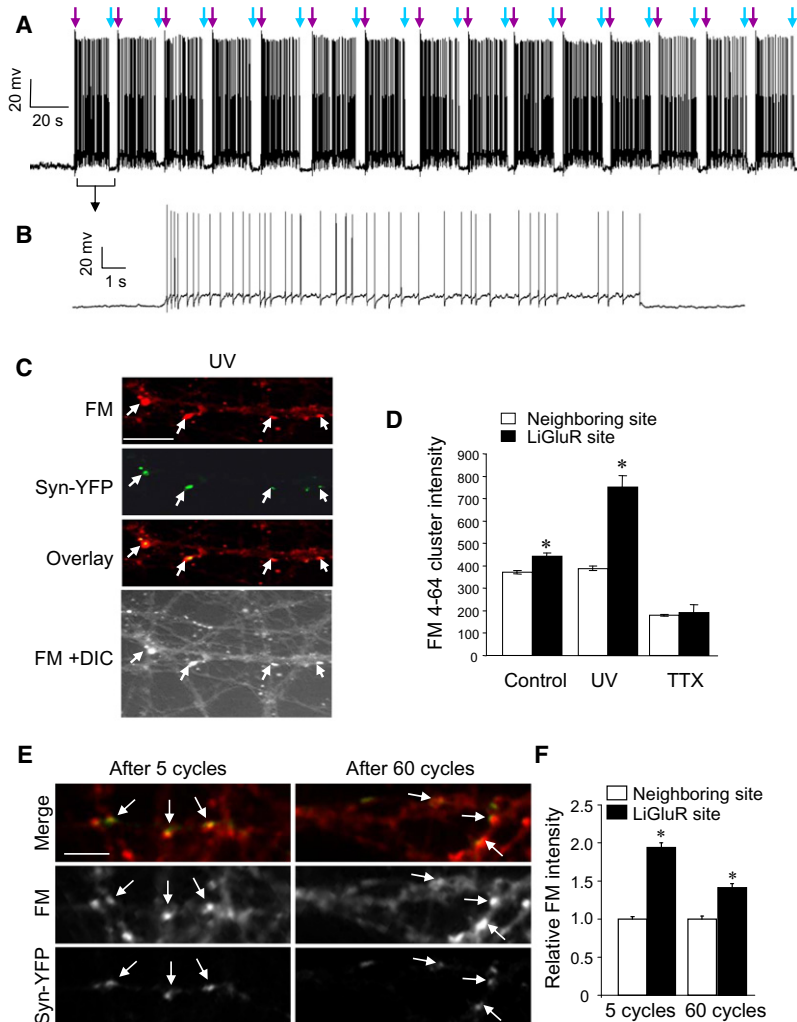 A
20 mv
20 s
B
20 mv
1 s
C
UV
FM
Syn-YFP
Overlay
FM +DIC
D
Neighboring site
LiGluR site
FM 4-64 cluster intensity
900
800
700
600
500
400
300
200
100
0
*
*
Control UV TTX
E
After 5 cycles After 60 cycles
Merge
FM
Syn-YFP
F
Neighboring site
LiGluR site
Relative FM intensity
2.5
2.0
1.5
1.0
0.5
0
*
*
5 cycles 60 cycles